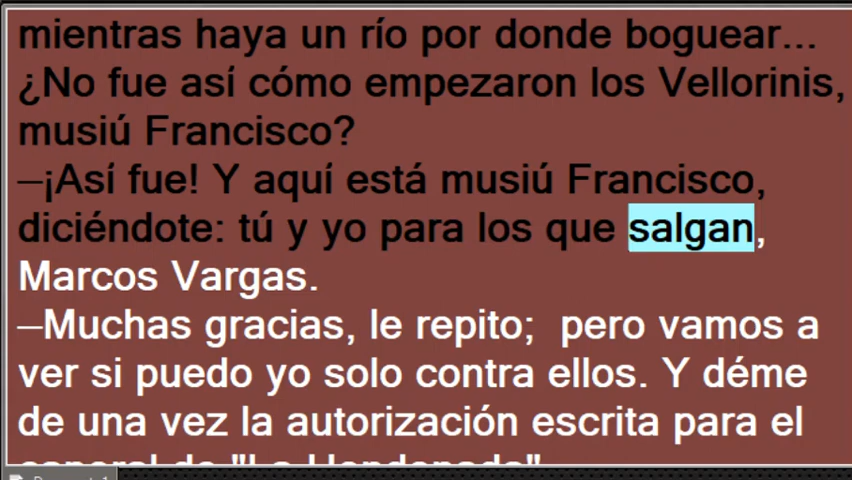 mientras haya un río por donde boguear...
¿No fue así cómo empezaron los Vellorinis,
musiú Francisco?
–¡Así fue! Y aquí está musiú Francisco,
diciéndote: tú y yo para los que salgan,
Marcos Vargas.
–Muchas gracias, le repito;  pero vamos a
ver si puedo yo solo contra ellos. Y déme
de una vez la autorización escrita para el